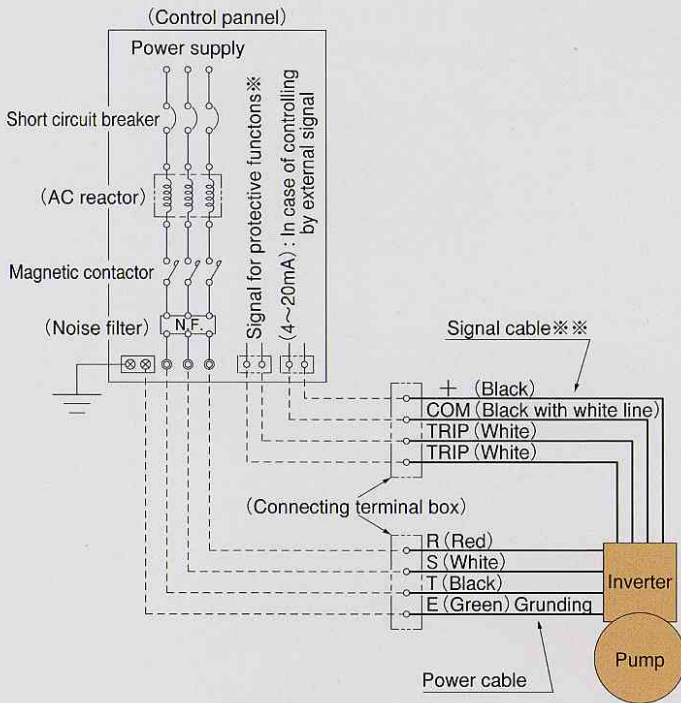 (Control pannel)
Power supply
Short circuit breaker
(AC reactor)
Magnetic contactor
(Noise filter)
N.F.
Signal for protective functons※
(4～20mA) : In case of controlling
by external signal
Signal cable※※
+ (Black)
COM (Black with white line)
TRIP (White)
TRIP (White)
(Connecting terminal box)
R (Red)
S (White)
T (Black)
E (Green) Grunding
Inverter
Pump
Power cable